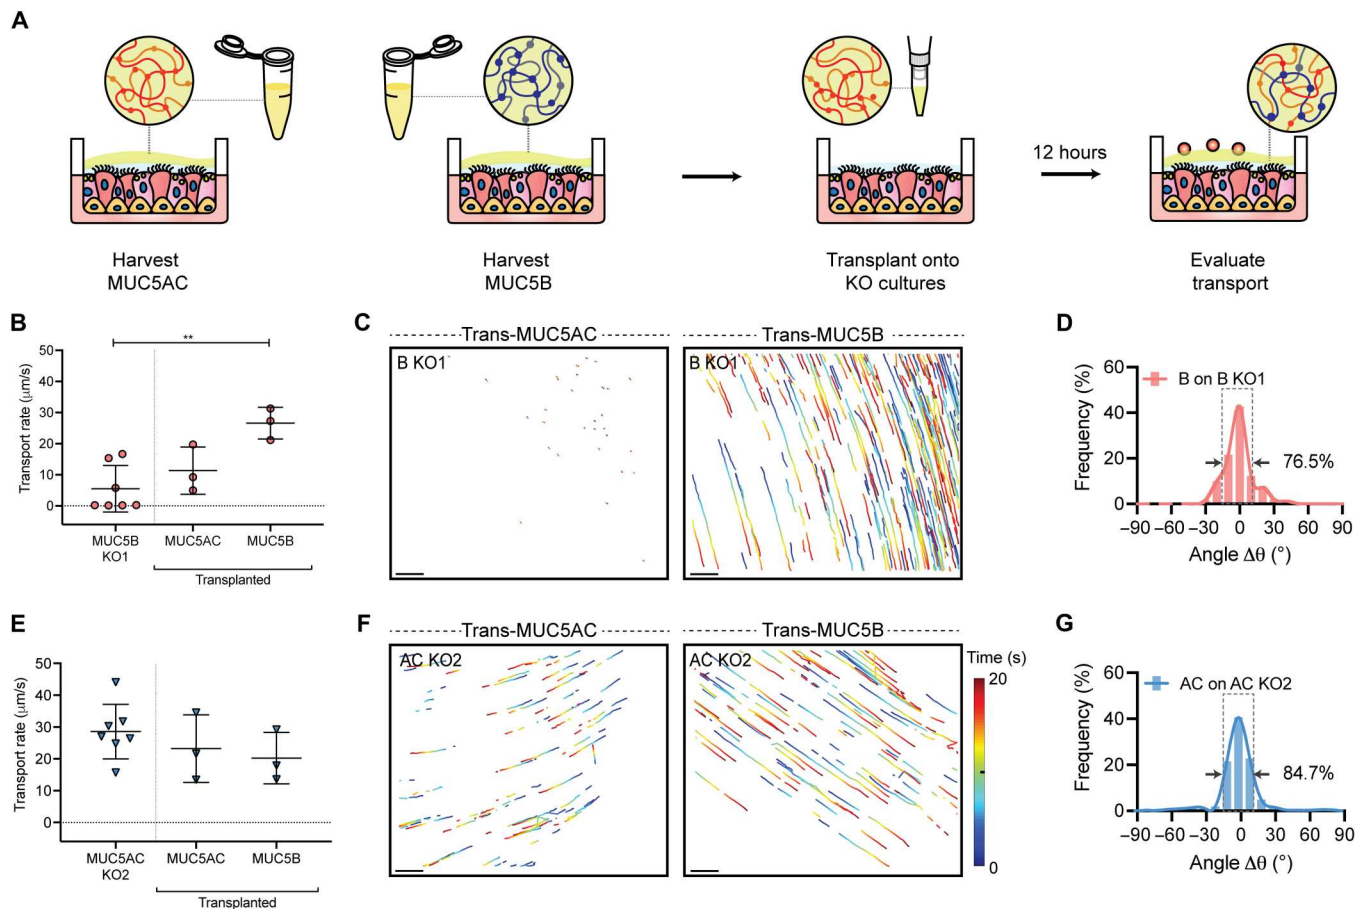 A
12 hours
Harvest
MUC5AC
Harvest
MUC5B
Transplant onto
KO cultures
Evaluate
transport
B
**
Transport rate (µm/s)
50
40
30
20
10
0
MUC5B
KO1
MUC5AC
MUC5B
Transplanted
C
Trans-MUC5AC
Trans-MUC5B
B KO1
B KO1
D
Frequency (%)
60
40
20
0
B on B KO1
76.5%
−90 −60 −30 0 30 60 90
Angle Δθ (°)
E
Transport rate (µm/s)
50
40
30
20
10
0
MUC5AC
KO2
MUC5AC
MUC5B
Transplanted
F
Trans-MUC5AC
Trans-MUC5B
AC KO2
AC KO2
Time (s)
20
0
G
Frequency (%)
60
40
20
0
AC on AC KO2
84.7%
−90 −60 −30 0 30 60 90
Angle Δθ (°)